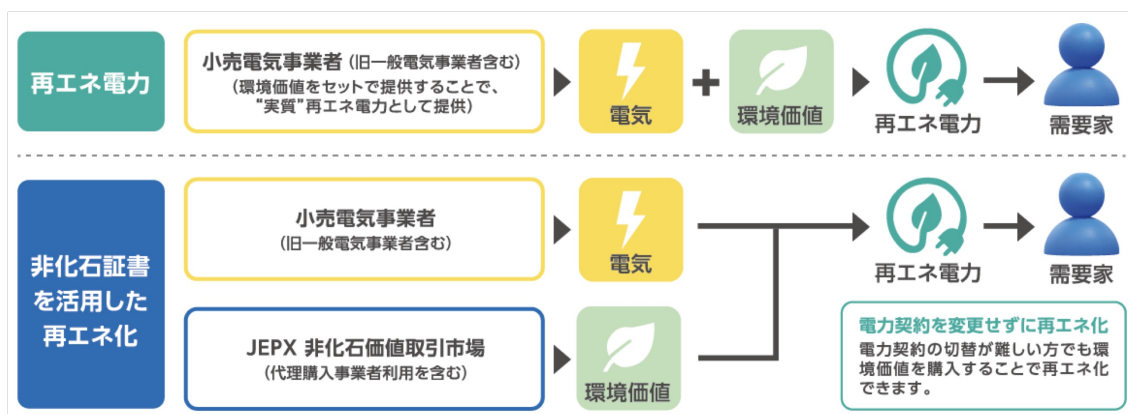 再エネ電力
小売電気事業者（旧一般電気事業者含む）
（環境価値をセットで提供することで、
“実質”再エネ電力として提供）
電気
+
環境価値
再エネ電力
需要家
非化石証書
を活用した
再エネ化
小売電気事業者
（旧一般電気事業者含む）
電気
JEPX 非化石価値取引市場
（代理購入事業者利用を含む）
環境価値
再エネ電力
需要家
電力契約を変更せずに再エネ化
電力契約の切替が難しい方でも環
境価値を購入することで再エネ化
できます。